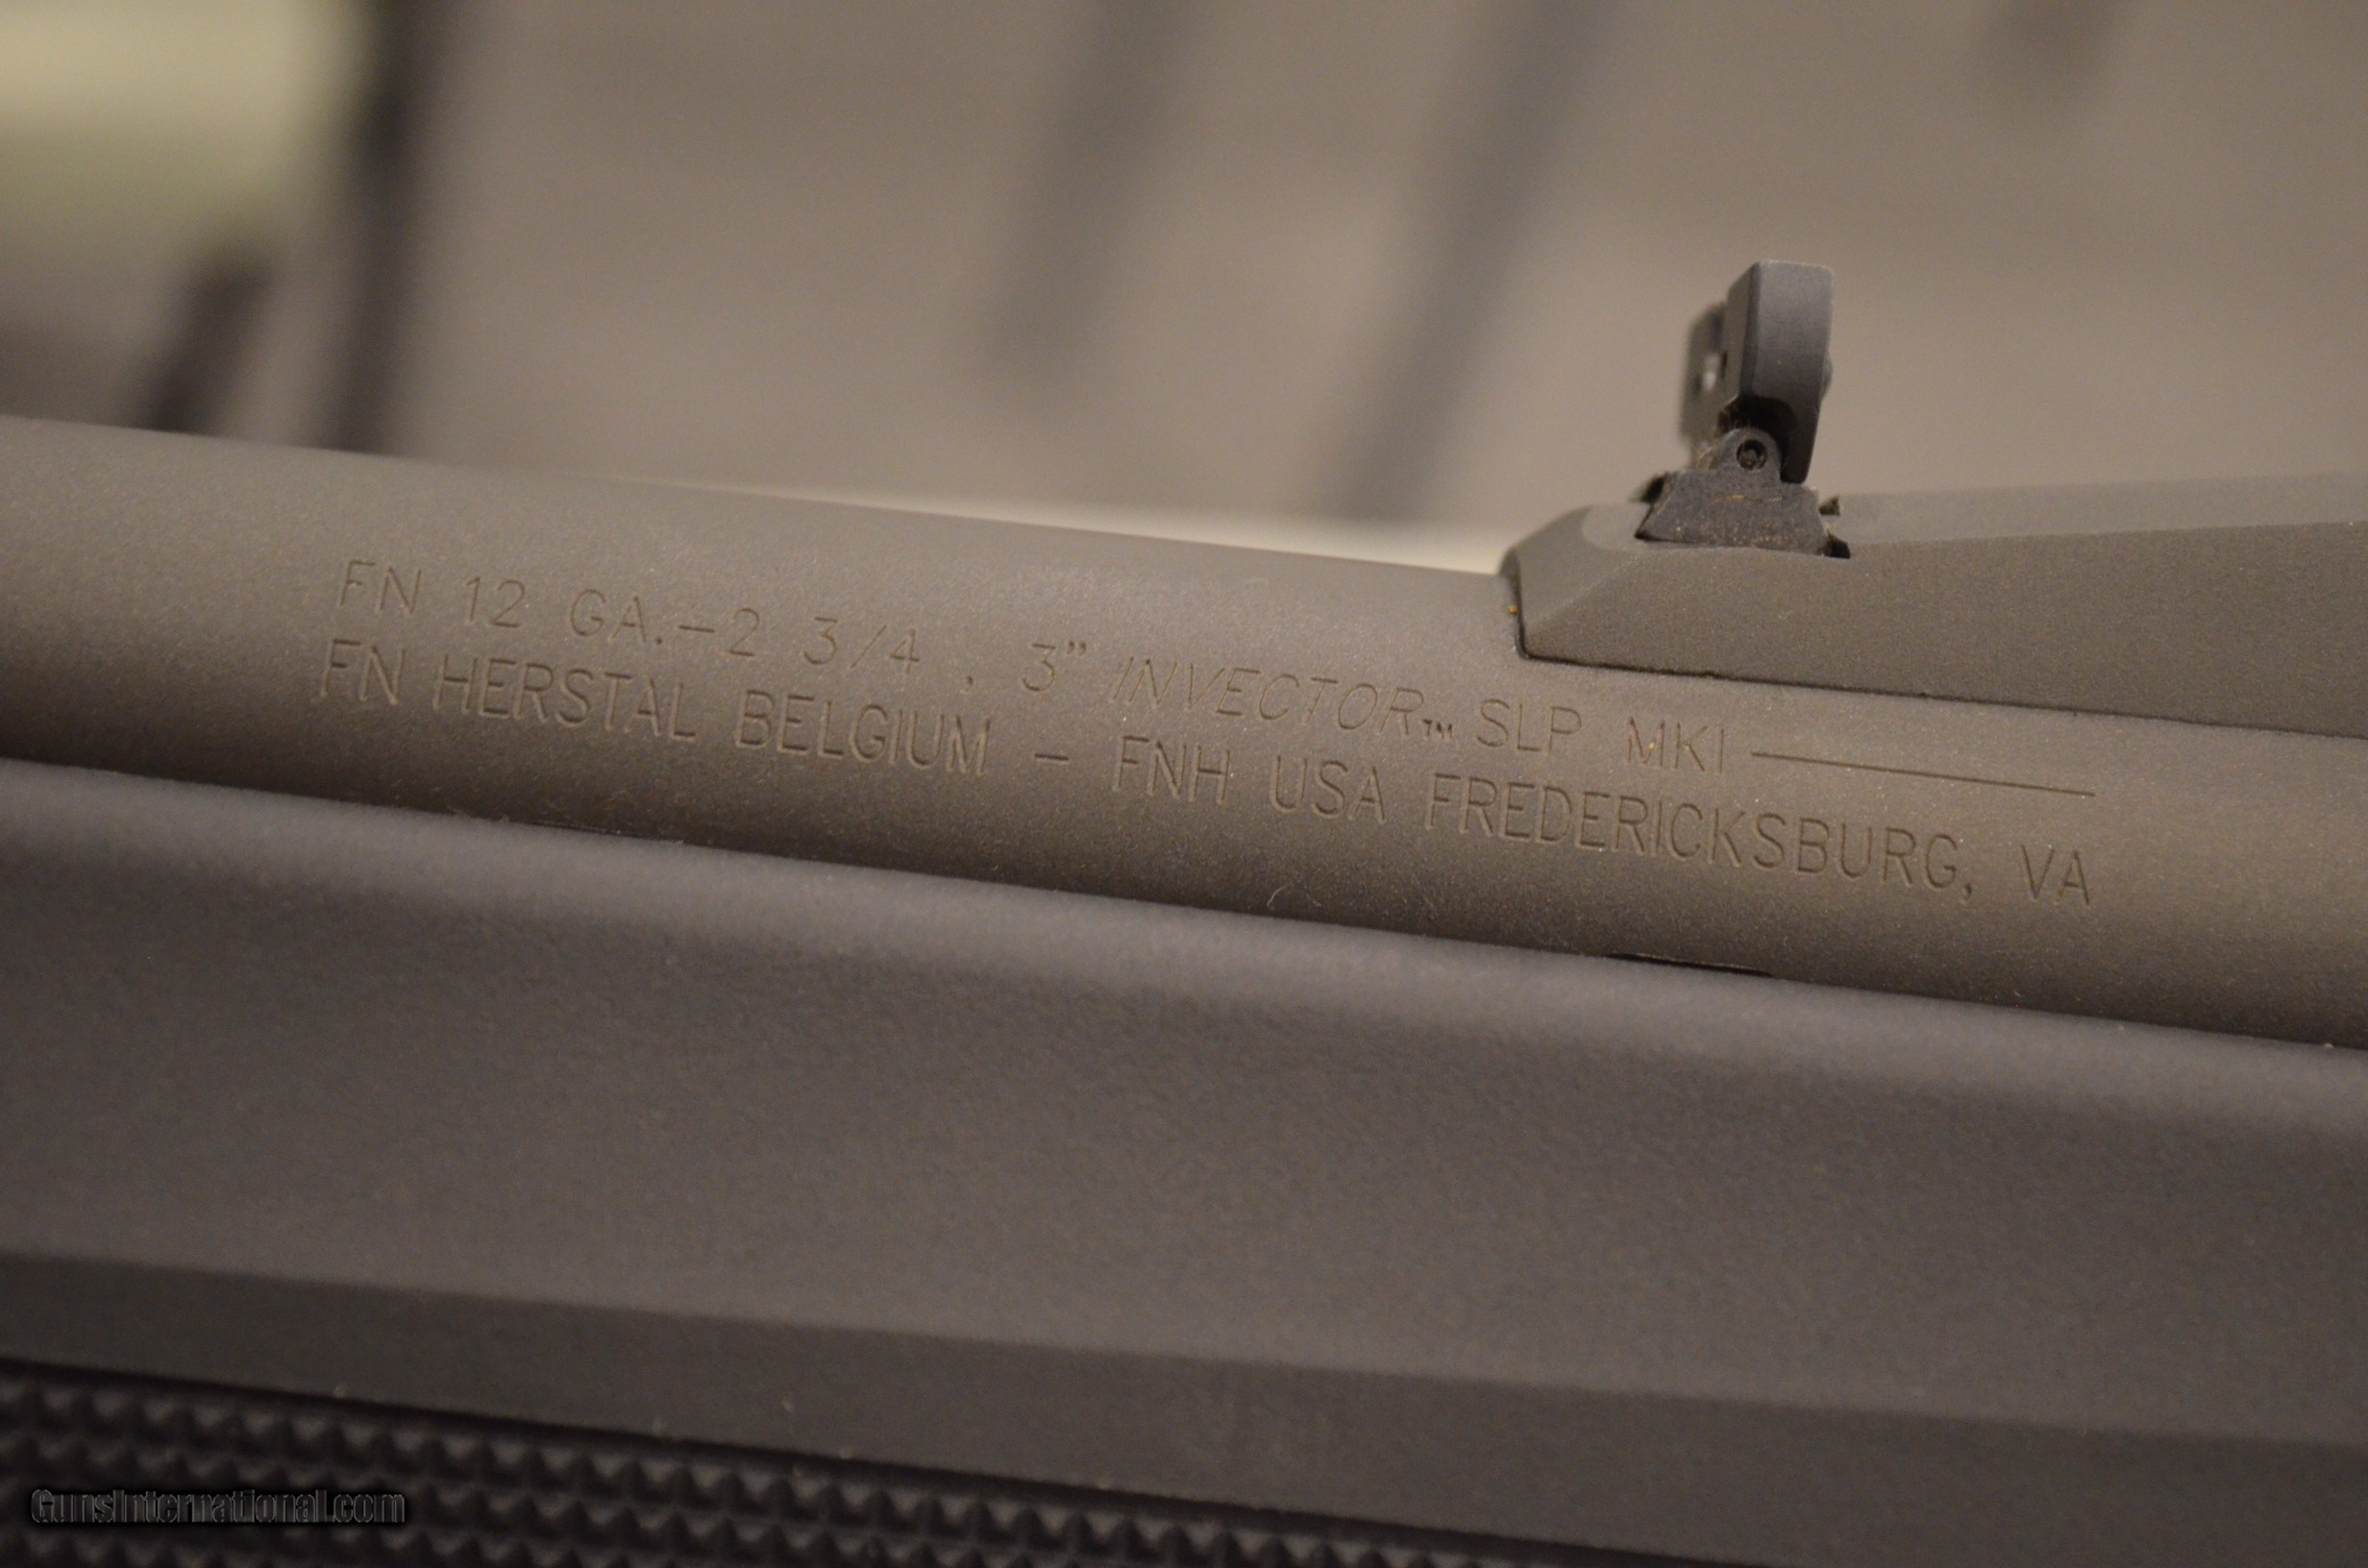 FN 12 GA.-2 3/4 , 3" INVECTOR™ SLP MKI
FN HERSTAL BELGIUM - FNH USA FREDERICKSBURG, VA
GunsInternational.com